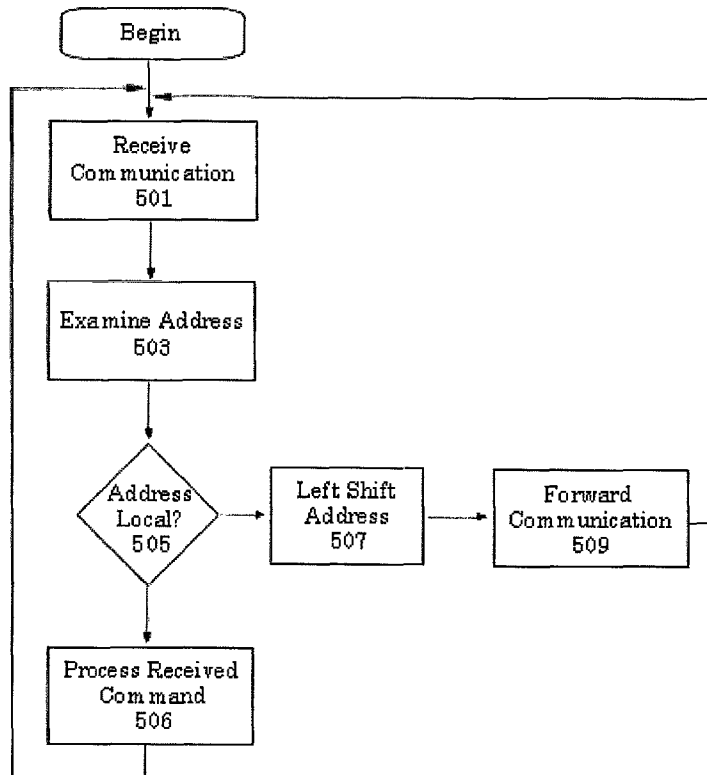 Begin
Receive
Communication
501
Examine Address
503
Address
Local?
505
Left Shift
Address
507
Forward
Communication
509
Process Received
Command
506